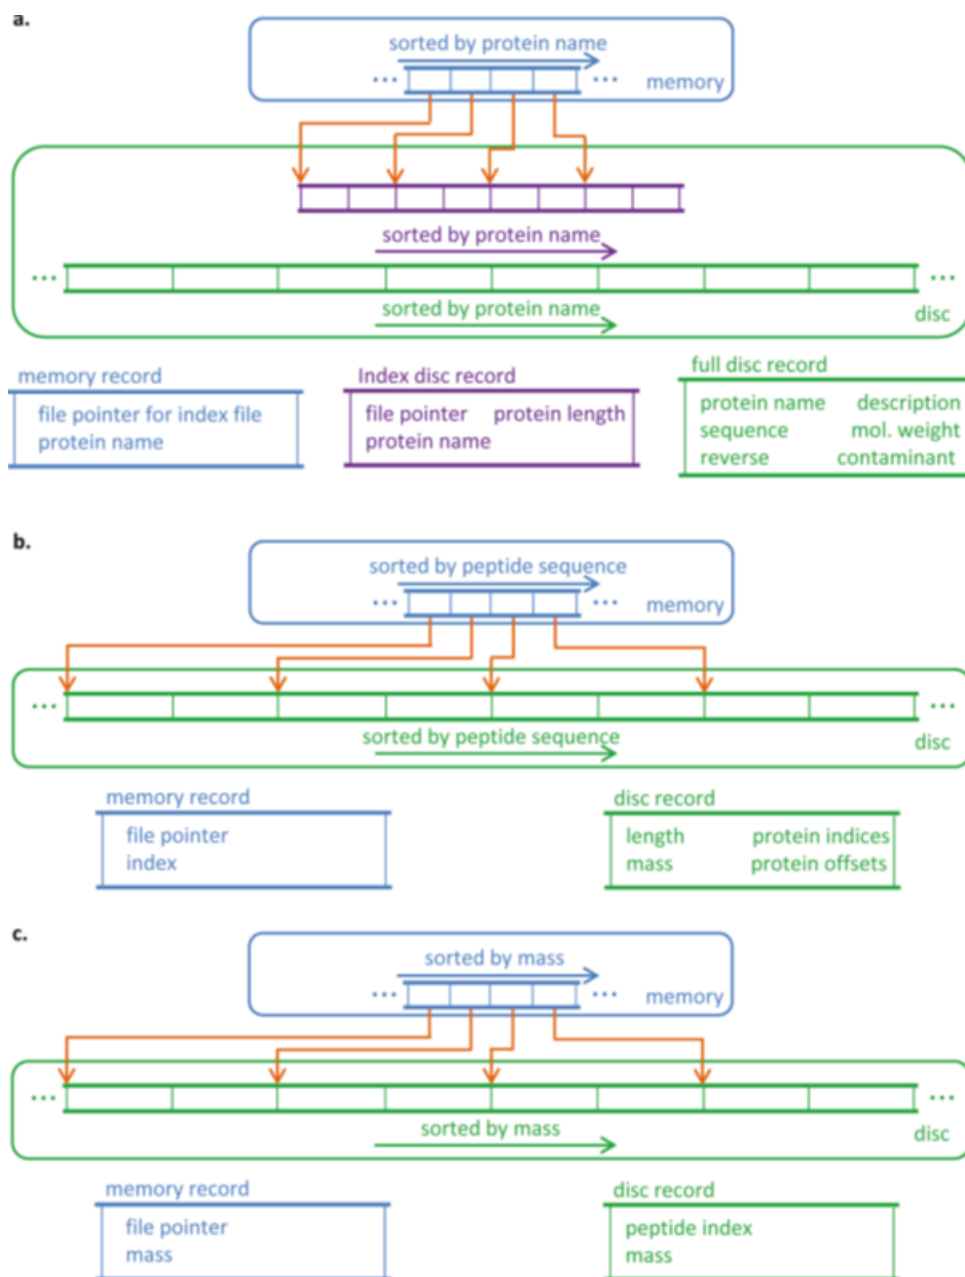 a.
sorted by protein name
... ...
memory
sorted by protein name
... ...
sorted by protein name
disc
memory record
file pointer for index file
protein name
Index disc record
file pointer protein length
protein name
full disc record
protein name description
sequence mol. weight
reverse contaminant
b.
sorted by peptide sequence
... ...
memory
... ...
sorted by peptide sequence
disc
memory record
file pointer
index
disc record
length protein indices
mass protein offsets
c.
sorted by mass
... ...
memory
... ...
sorted by mass
disc
memory record
file pointer
mass
disc record
peptide index
mass